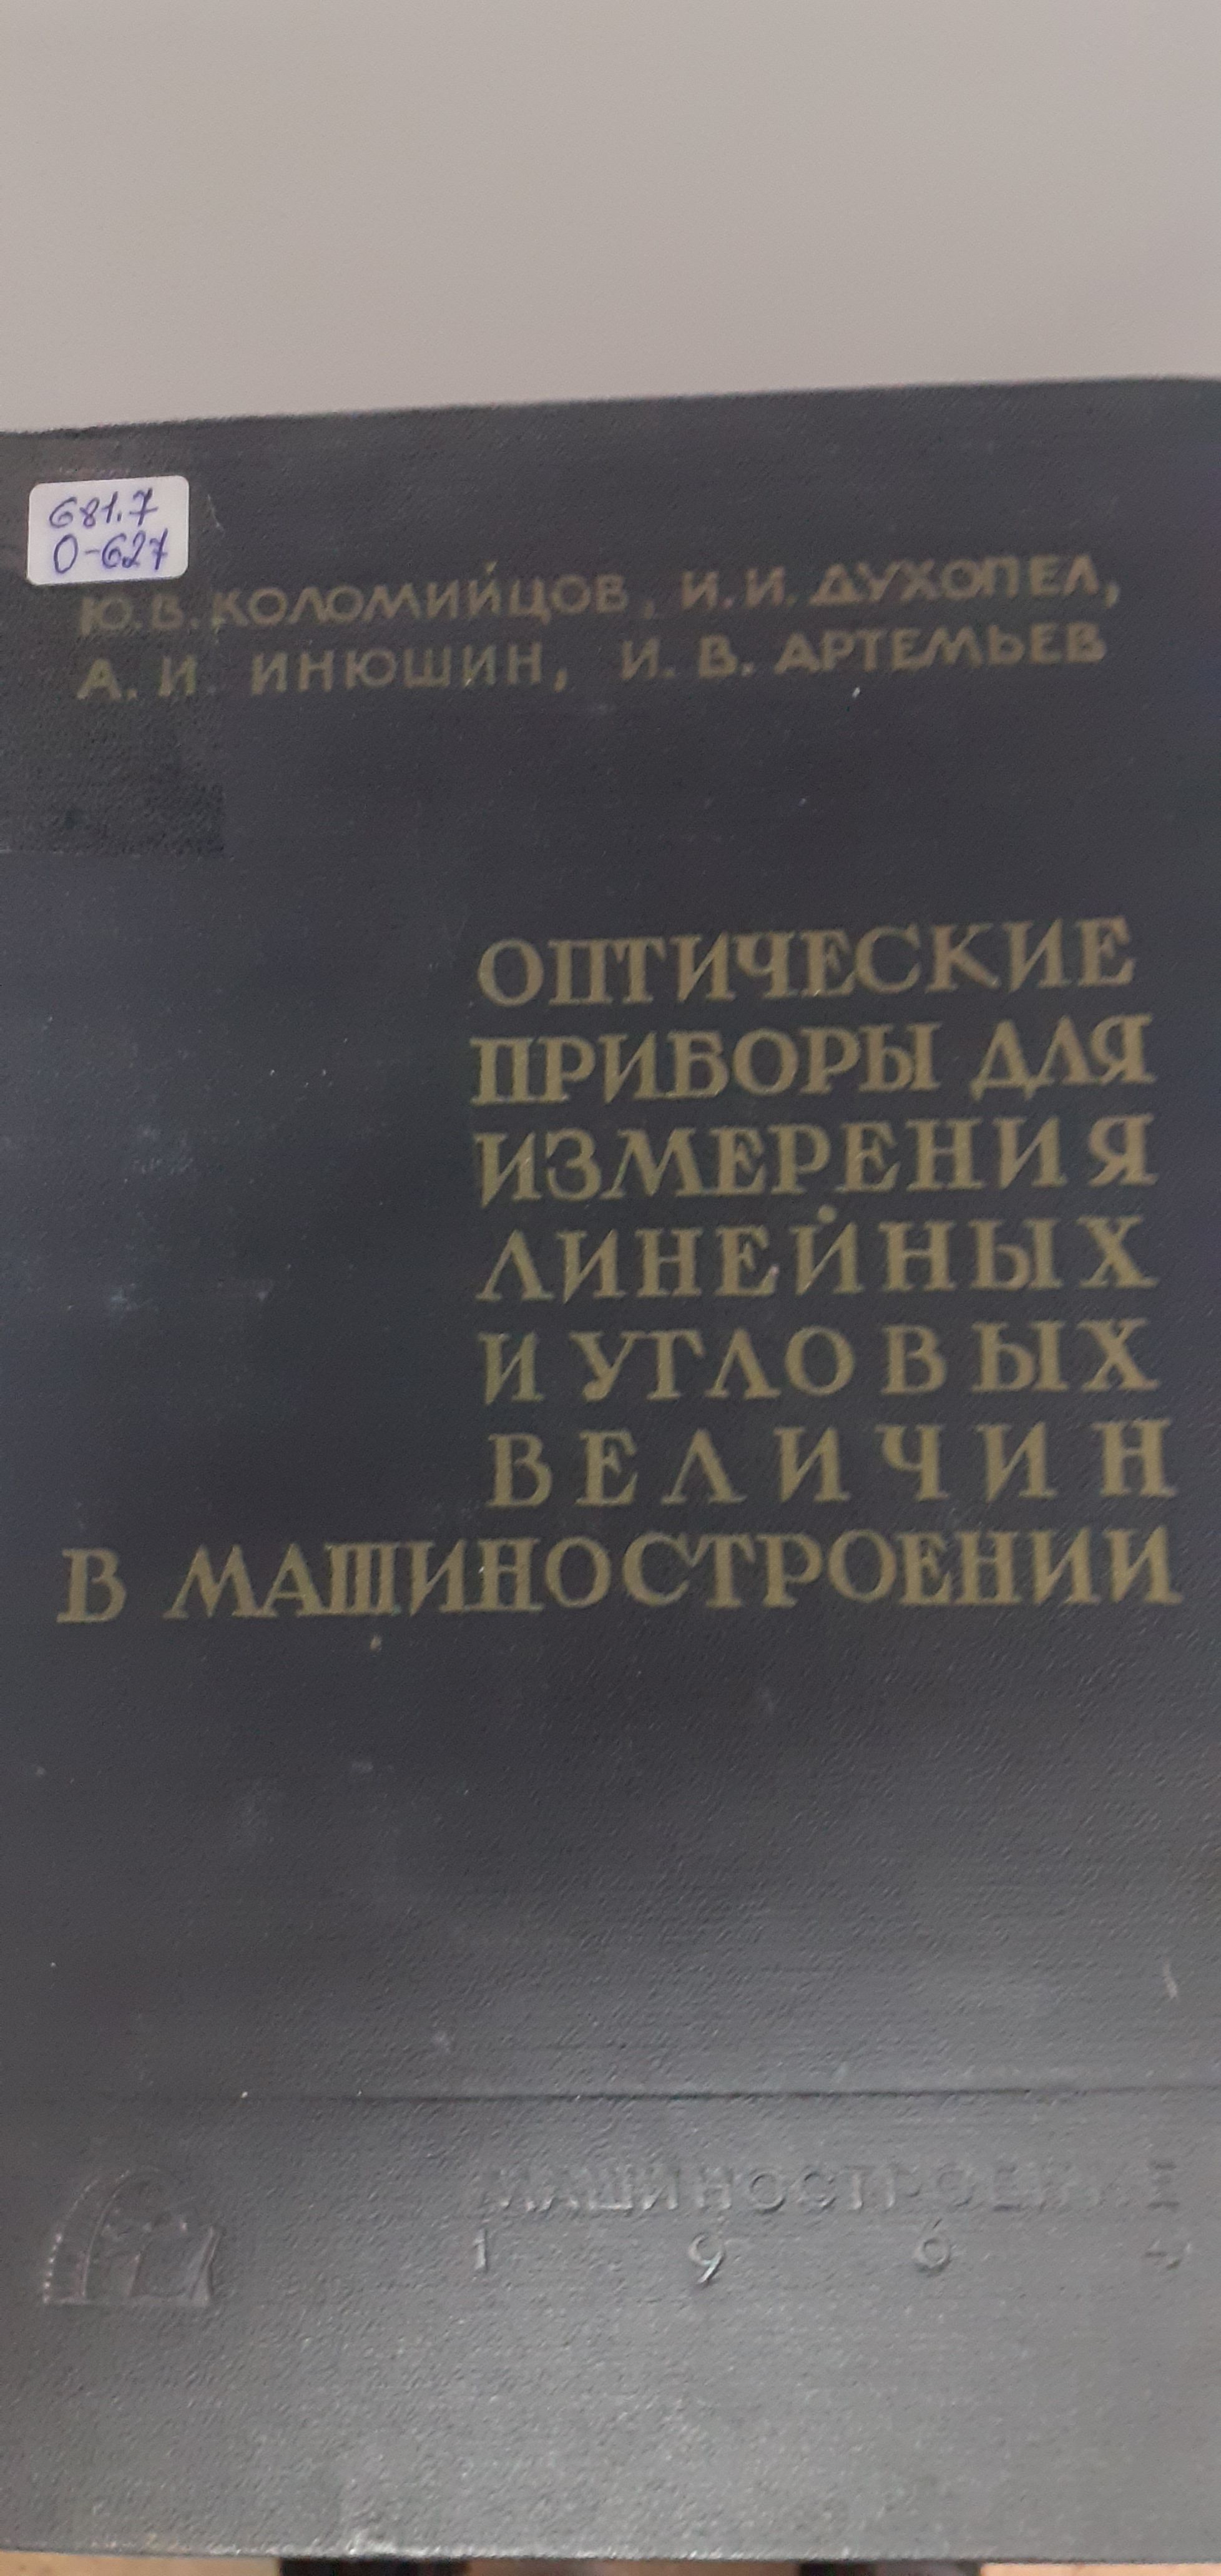 681.7
О-627
Ю.В.КОЛОМИЙЦОВ, И.И.ДУХОПЕЛ,
А.И.ИНЮШИН, И.В.АРТЕМЬЕВ
ОПТИЧЕСКИЕ
ПРИБОРЫ ДЛЯ
ИЗМЕРЕНИЯ
ЛИНЕЙНЫХ
И УГЛОВЫХ
ВЕЛИЧИН
В МАШИНОСТРОЕНИИ
МАШИНОСТРОЕНИЕ
1 9 6